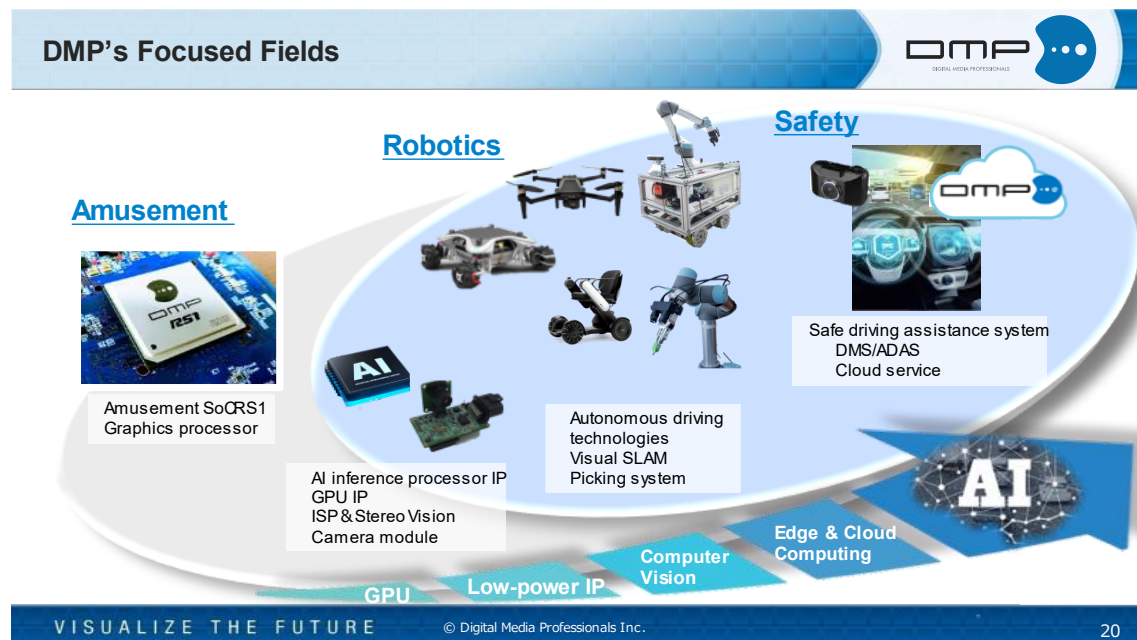 DMP's Focused Fields
DMP
DIGITAL MEDIA PROFESSIONALS
Safety
Robotics
Amusement
DMP
DMP
RS1
AI
Safe driving assistance system
DMS/ADAS
Cloud service
Amusement SoCRS1
Graphics processor
Autonomous driving
technologies
Visual SLAM
Picking system
AI inference processor IP
GPU IP
ISP&Stereo Vision
Camera module
AI
Edge & Cloud
Computing
Computer
Vision
Low-power IP
GPU
VISUALIZE THE FUTURE
© Digital Media Professionals Inc.
20